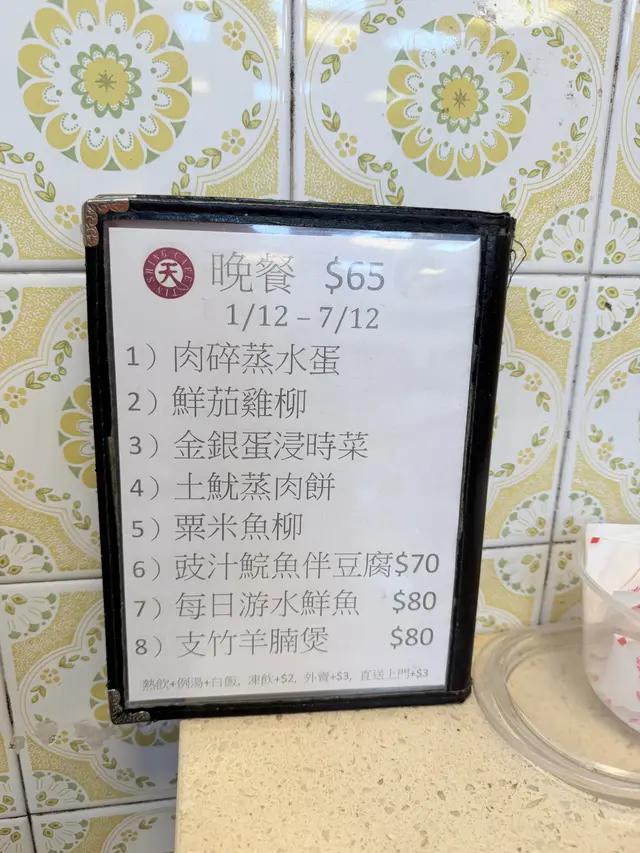 天
TIN SHING CAFE
晚餐 $65
1/12 – 7/12
1）肉碎蒸水蛋
2）鮮茄雞柳
3）金銀蛋浸時菜
4）土魷蒸肉餅
5）粟米魚柳
6）豉汁鯇魚伴豆腐$70
7）每日游水鮮魚 $80
8）支竹羊腩煲 $80
熱飲+例湯+白飯, 凍飲+$2, 外賣+$3, 直送上門+$3